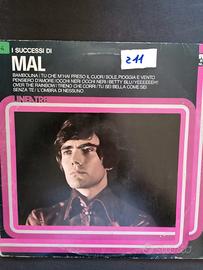 I SUCCESSI DI
211
MAL
BAMBOLINA / TU CHE M'HAI PRESO IL CUOR / SOLE, PIOGGIA E VENTO
PENSIERO D'AMORE / OCCHI NERI OCCHI NERI / BETTY BLU / YEEEEEEH!
OVER THE RAINBOW / TRENO CHE CORRI / TU SEI BELLA COME SEI
SENZA TE / L'OMBRA DI NESSUNO
LINEATRE